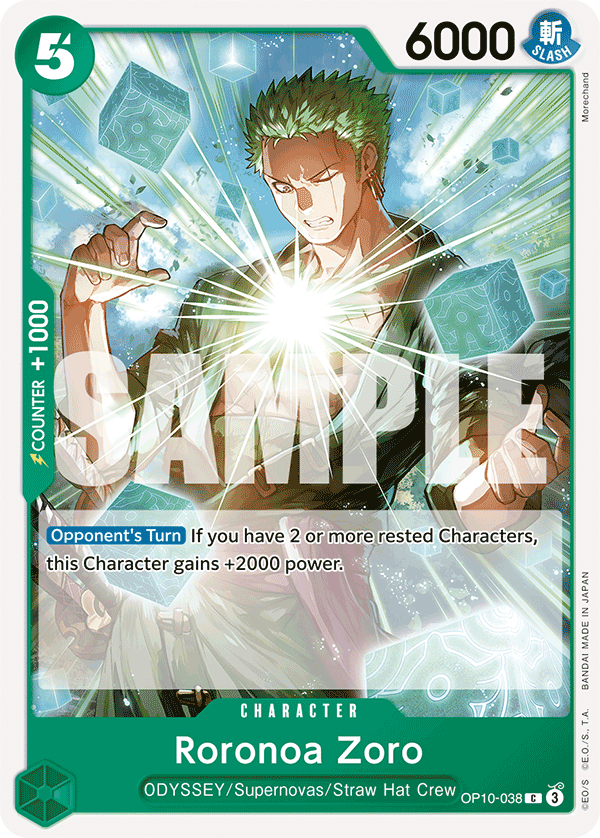 5
6000
斬
SLASH
Morechand
COUNTER +1000
SAMPLE
Opponent's Turn If you have 2 or more rested Characters,
this Character gains +2000 power.
CHARACTER
Roronoa Zoro
ODYSSEY/Supernovas/Straw Hat Crew
OP10-038 C 3
©E.O/S ©E.O./S., T.A. BANDAI MADE IN JAPAN